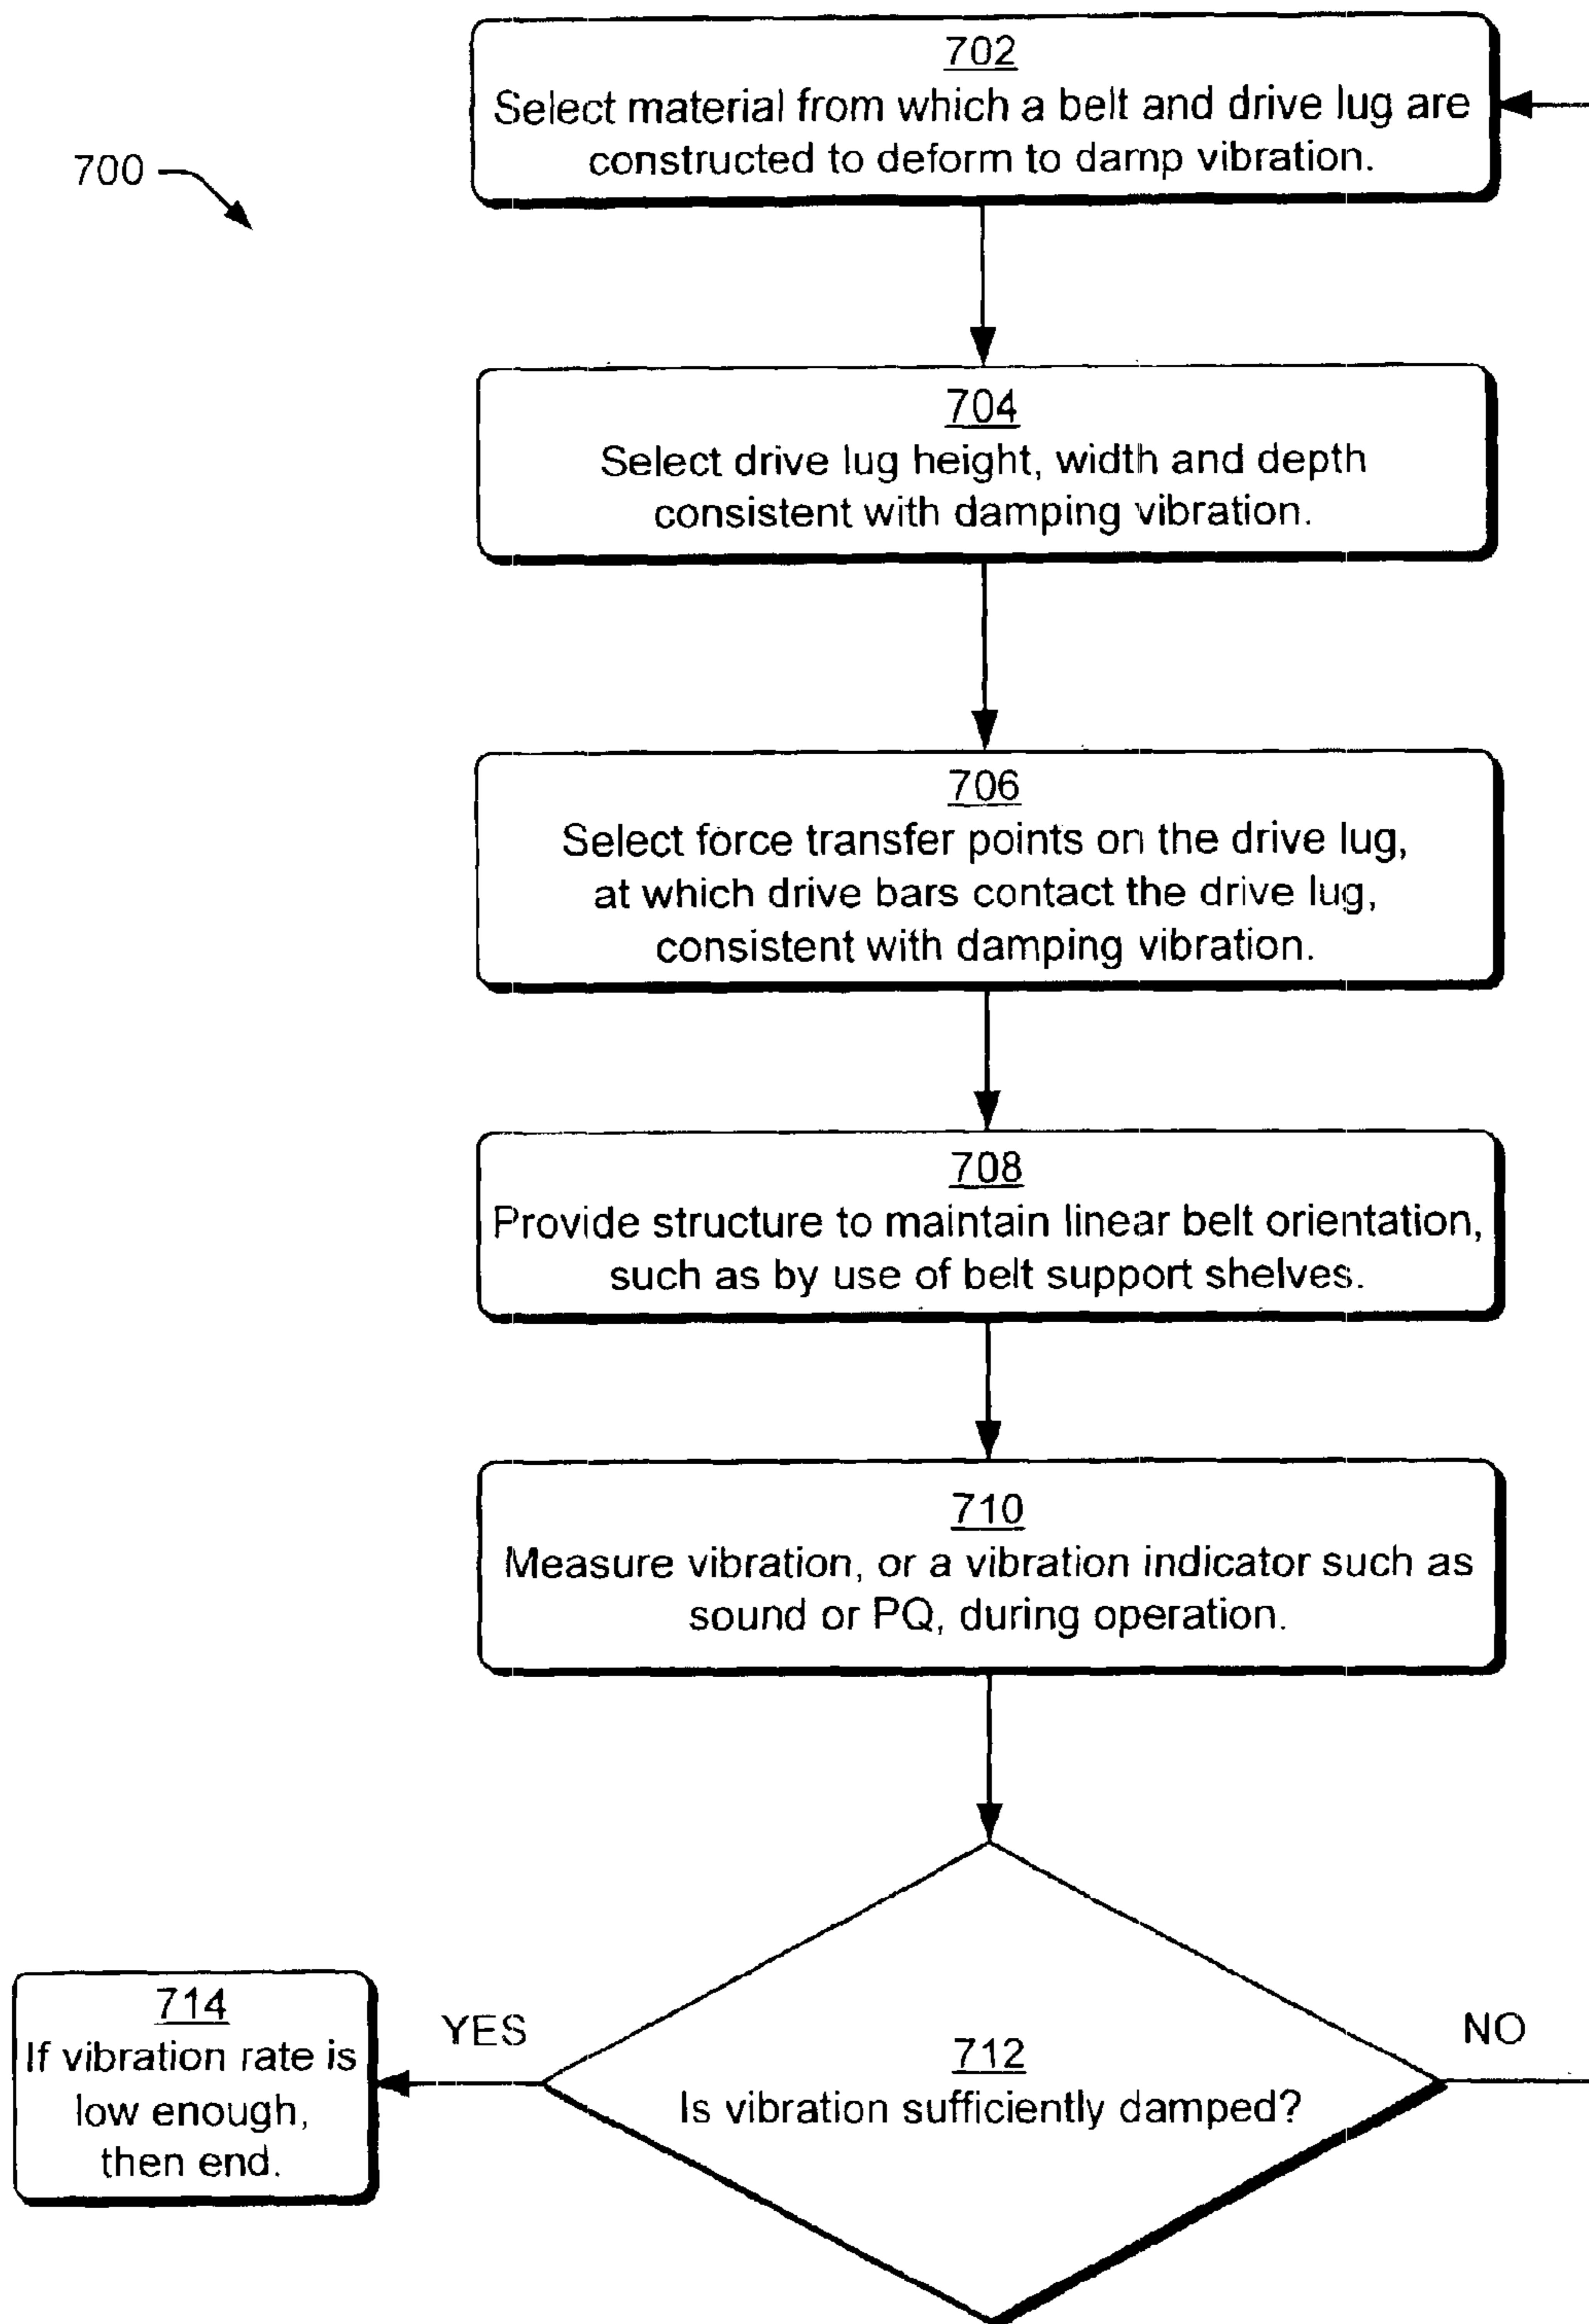 702
Select material from which a belt and drive lug are
constructed to deform to damp vibration.
700
704
Select drive lug height, width and depth
consistent with damping vibration.
706
Select force transfer points on the drive lug,
at which drive bars contact the drive lug,
consistent with damping vibration.
708
Provide structure to maintain linear belt orientation,
such as by use of belt support shelves.
710
Measure vibration, or a vibration indicator such as
sound or PQ, during operation.
712
Is vibration sufficiently damped?
YES
NO
714
If vibration rate is
low enough,
then end.